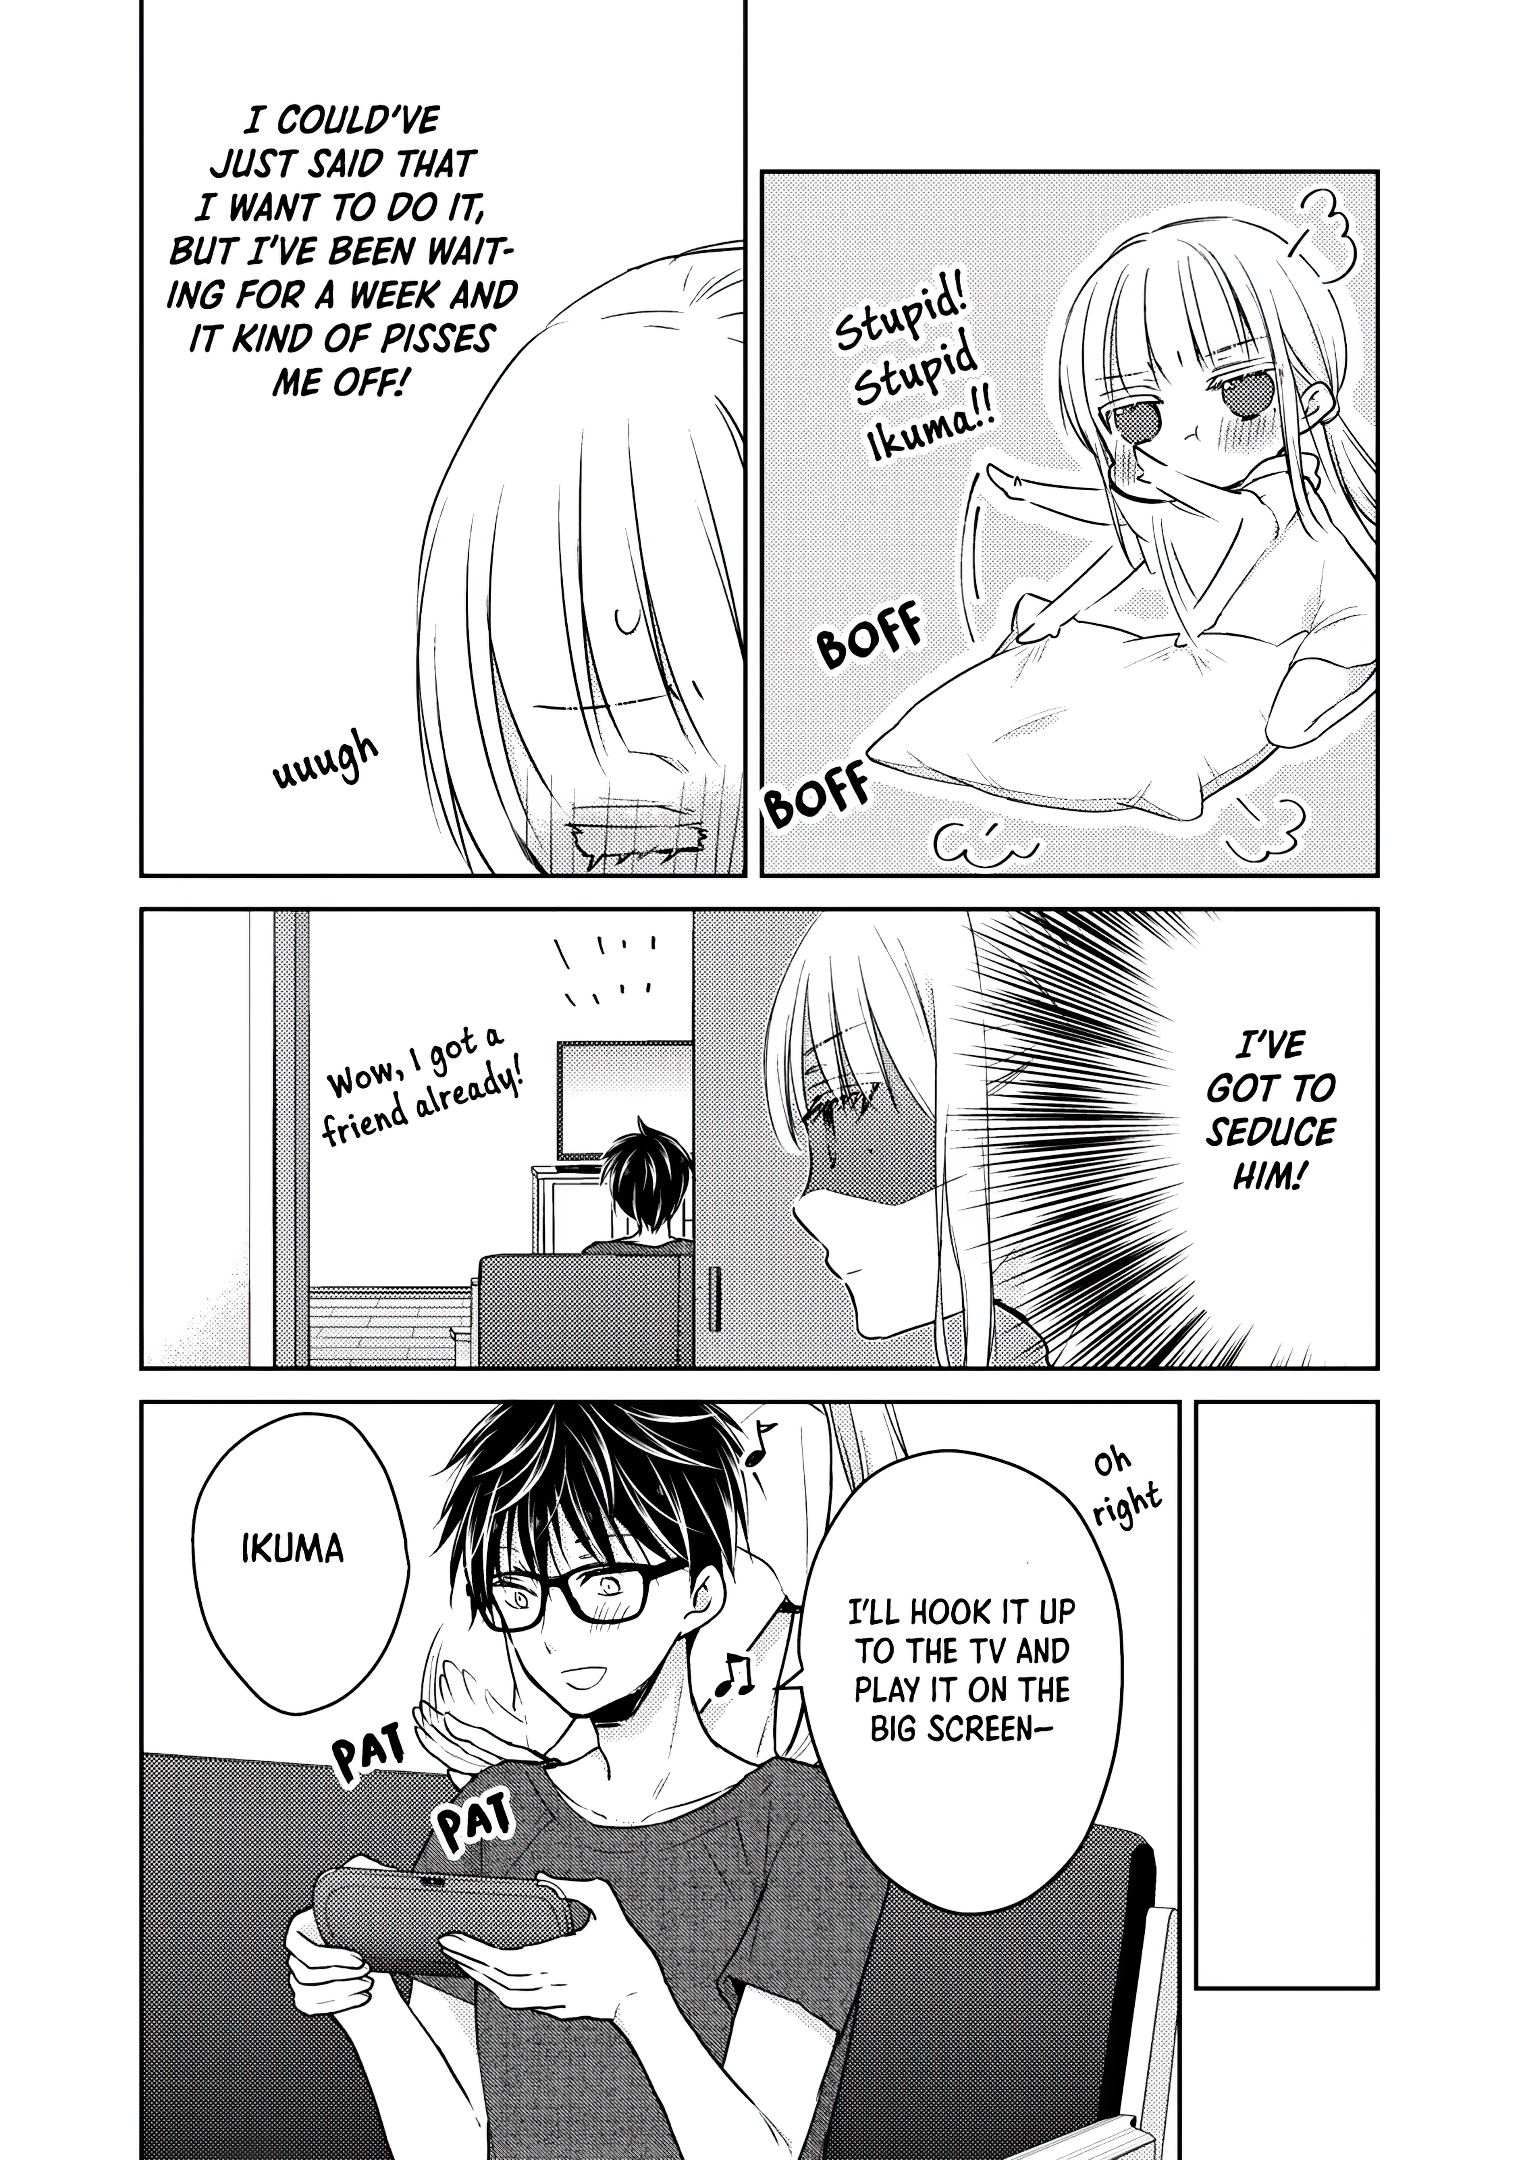 Stupid!
Stupid
Ikuma!!
BOFF
BOFF
I COULD'VE
JUST SAID THAT
I WANT TO DO IT,
BUT I'VE BEEN WAIT-
ING FOR A WEEK AND
IT KIND OF PISSES
ME OFF!
uuugh
I'VE
GOT TO
SEDUCE
HIM!
Wow, I got a
friend already!
Oh
right
I'LL HOOK IT UP
TO THE TV AND
PLAY IT ON THE
BIG SCREEN–
IKUMA
PAT
PAT